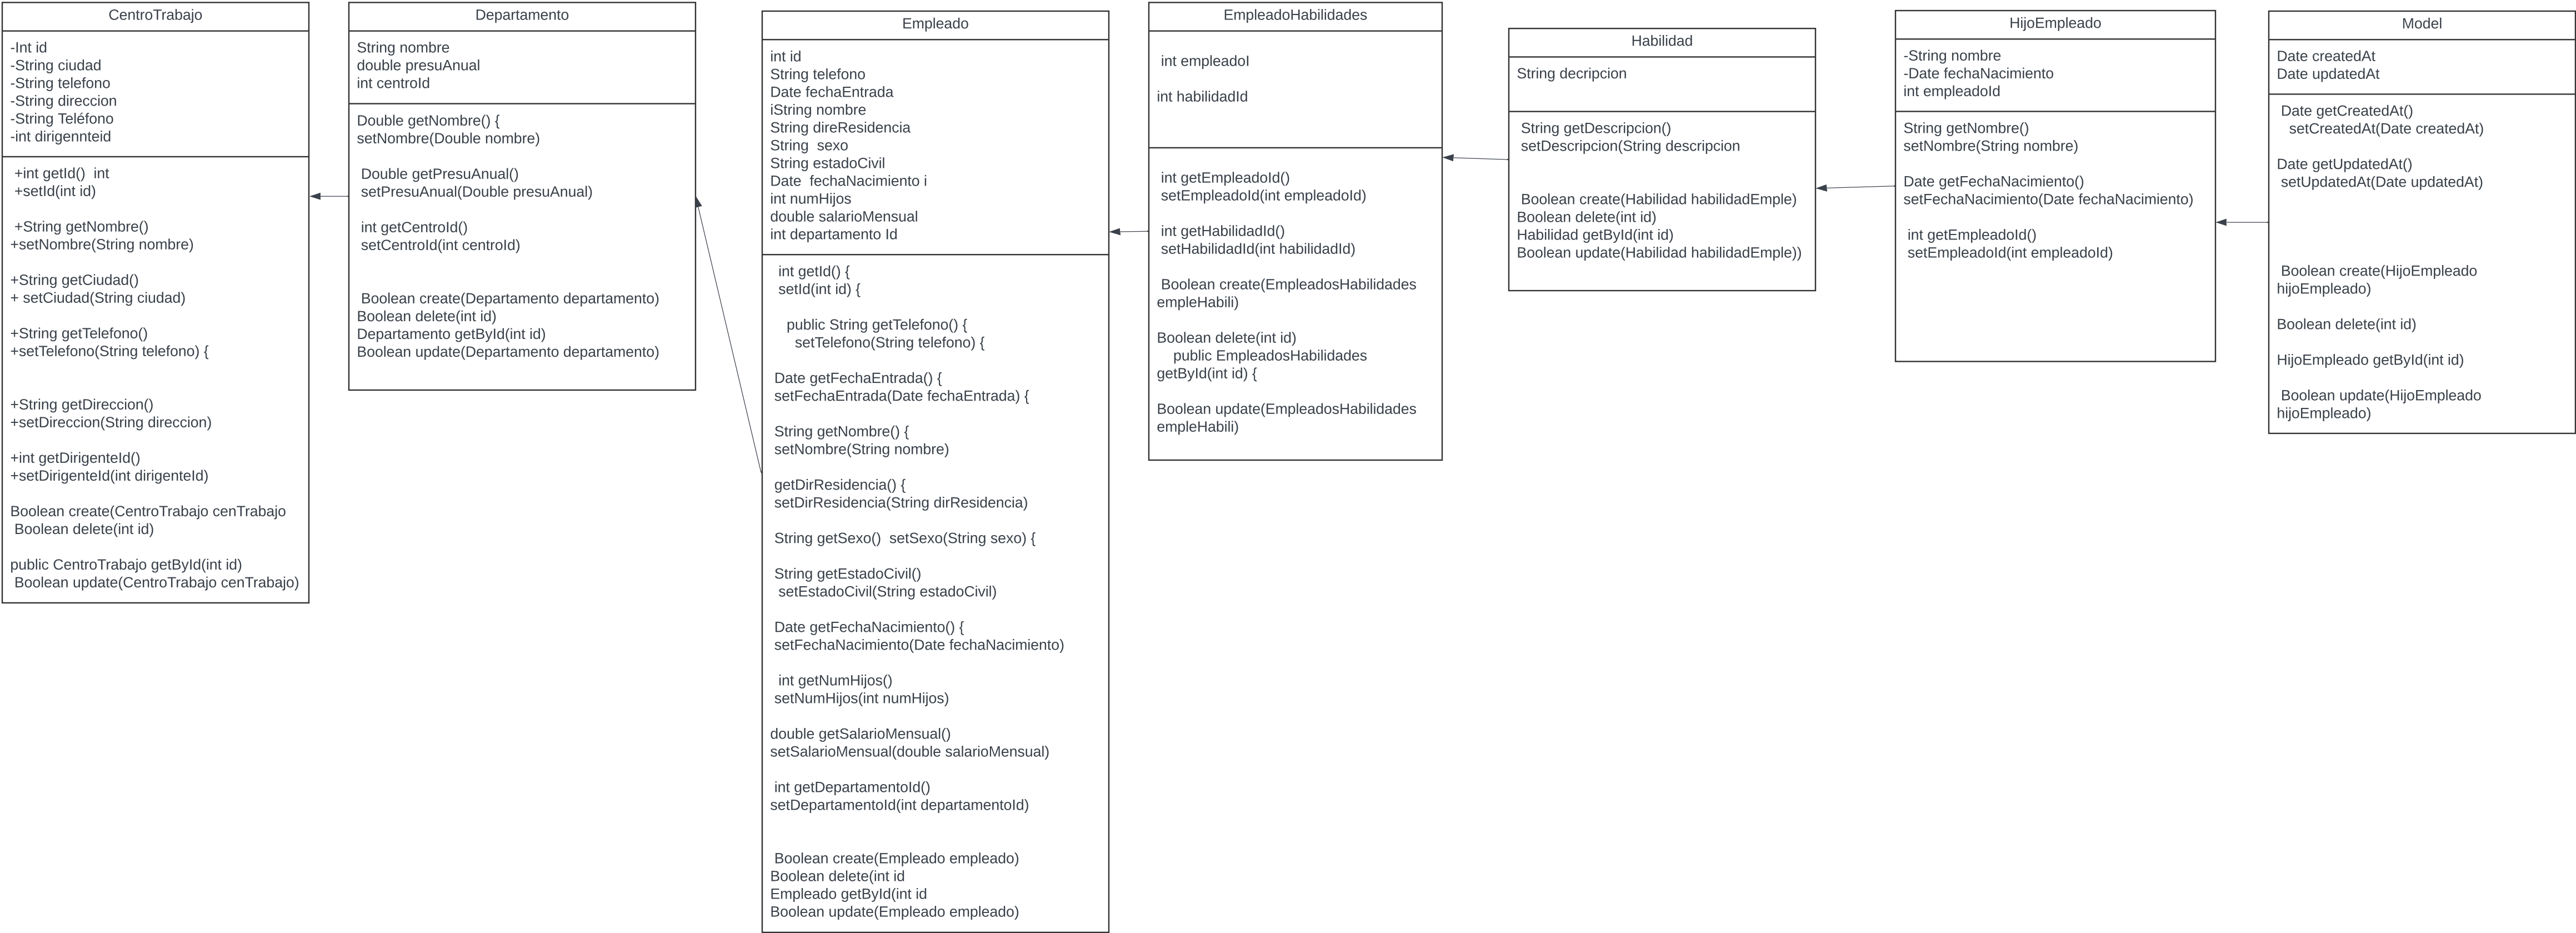 CentroTrabajo
-Int id
-String ciudad
-String telefono
-String direccion
-String Teléfono
-int dirigennteid
+int getId()  int
+setId(int id)
+String getNombre()
+setNombre(String nombre)
+String getCiudad()
+ setCiudad(String ciudad)
+String getTelefono()
+setTelefono(String telefono) {
+String getDireccion()
+setDireccion(String direccion)
+int getDirigenteId()
+setDirigenteId(int dirigenteId)
Boolean create(CentroTrabajo cenTrabajo
Boolean delete(int id)
public CentroTrabajo getById(int id)
Boolean update(CentroTrabajo cenTrabajo)
Departamento
String nombre
double presuAnual
int centroId
Double getNombre() {
setNombre(Double nombre)
Double getPresuAnual()
setPresuAnual(Double presuAnual)
int getCentroId()
setCentroId(int centroId)
Boolean create(Departamento departamento)
Boolean delete(int id)
Departamento getById(int id)
Boolean update(Departamento departamento)
Empleado
int id
String telefono
Date fechaEntrada
iString nombre
String direResidencia
String  sexo
String estadoCivil
Date  fechaNacimiento i
int numHijos
double salarioMensual
int departamento Id
int getId() {
setId(int id) {
public String getTelefono() {
setTelefono(String telefono) {
Date getFechaEntrada() {
setFechaEntrada(Date fechaEntrada) {
String getNombre() {
setNombre(String nombre)
getDirResidencia() {
setDirResidencia(String dirResidencia)
String getSexo()  setSexo(String sexo) {
String getEstadoCivil()
setEstadoCivil(String estadoCivil)
Date getFechaNacimiento() {
setFechaNacimiento(Date fechaNacimiento)
int getNumHijos()
setNumHijos(int numHijos)
double getSalarioMensual()
setSalarioMensual(double salarioMensual)
int getDepartamentoId()
setDepartamentoId(int departamentoId)
Boolean create(Empleado empleado)
Boolean delete(int id
Empleado getById(int id
Boolean update(Empleado empleado)
EmpleadoHabilidades
int empleadoI
int habilidadId
int getEmpleadoId()
setEmpleadoId(int empleadoId)
int getHabilidadId()
setHabilidadId(int habilidadId)
Boolean create(EmpleadosHabilidades
empleHabili)
Boolean delete(int id)
public EmpleadosHabilidades
getById(int id) {
Boolean update(EmpleadosHabilidades
empleHabili)
Habilidad
String decripcion
String getDescripcion()
setDescripcion(String descripcion
Boolean create(Habilidad habilidadEmple)
Boolean delete(int id)
Habilidad getById(int id)
Boolean update(Habilidad habilidadEmple))
HijoEmpleado
-String nombre
-Date fechaNacimiento
int empleadoId
String getNombre()
setNombre(String nombre)
Date getFechaNacimiento()
setFechaNacimiento(Date fechaNacimiento)
int getEmpleadoId()
setEmpleadoId(int empleadoId)
Model
Date createdAt
Date updatedAt
Date getCreatedAt()
setCreatedAt(Date createdAt)
Date getUpdatedAt()
setUpdatedAt(Date updatedAt)
Boolean create(HijoEmpleado
hijoEmpleado)
Boolean delete(int id)
HijoEmpleado getById(int id)
Boolean update(HijoEmpleado
hijoEmpleado)